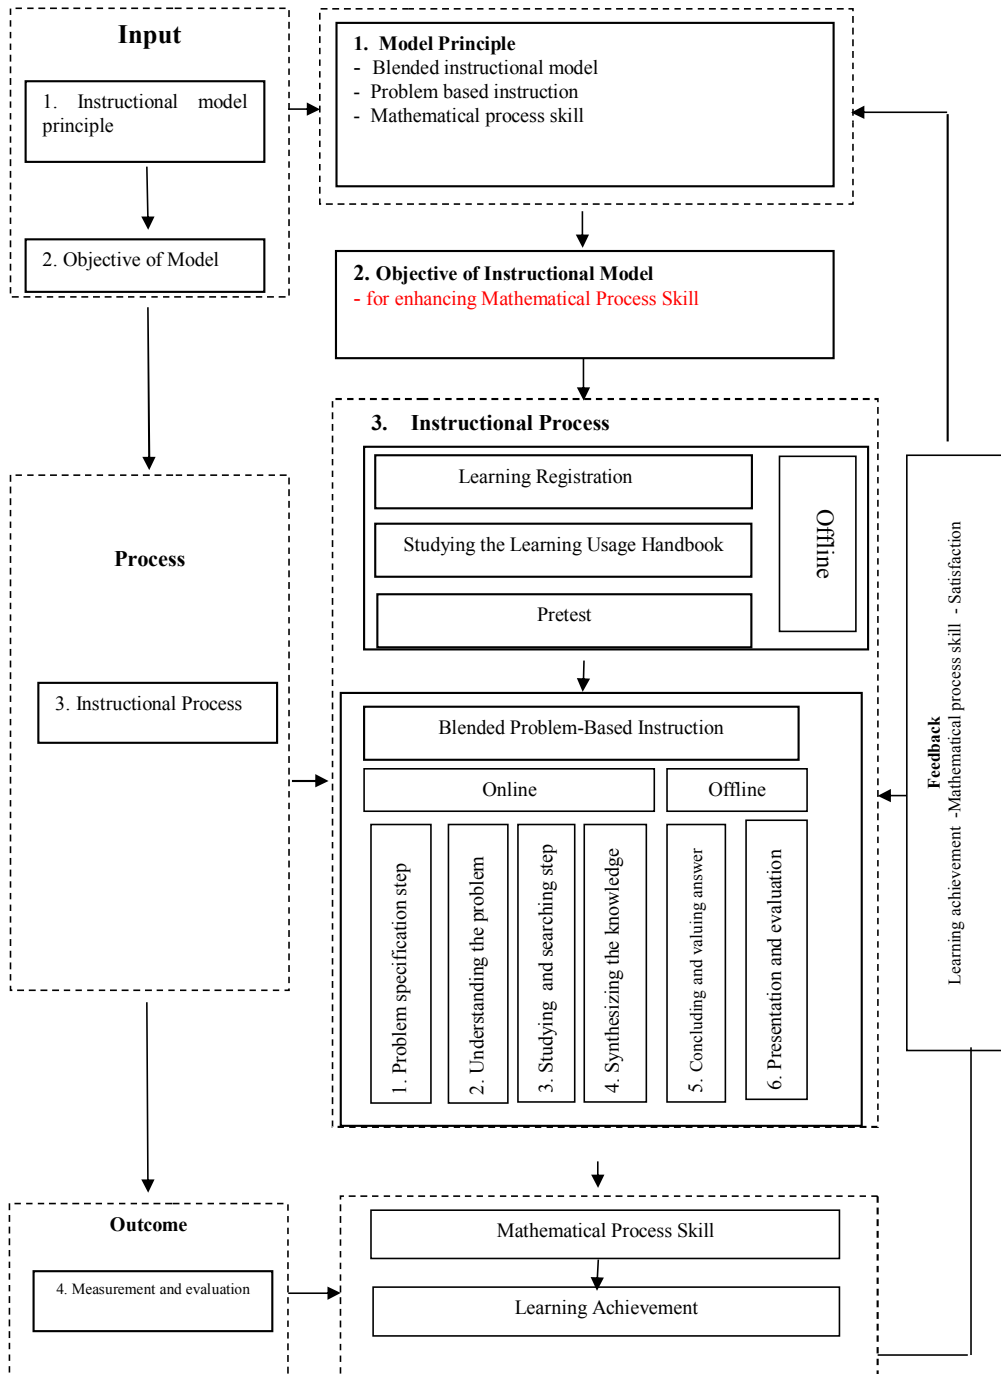 Input
1. Instructional model
principle
2. Objective of Model
1. Model Principle
- Blended instructional model
- Problem based instruction
- Mathematical process skill
2. Objective of Instructional Model
- for enhancing Mathematical Process Skill
3. Instructional Process
Learning Registration
Studying the Learning Usage Handbook
Pretest
Offline
Process
3. Instructional Process
Blended Problem-Based Instruction
Online
Offline
1. Problem specification step
2. Understanding the problem
3. Studying and searching step
4. Synthesizing the knowledge
5. Concluding and valuing answer
6. Presentation and evaluation
Feedback
Learning achievement -Mathematical process skill - Satisfaction
Outcome
4. Measurement and evaluation
Mathematical Process Skill
Learning Achievement